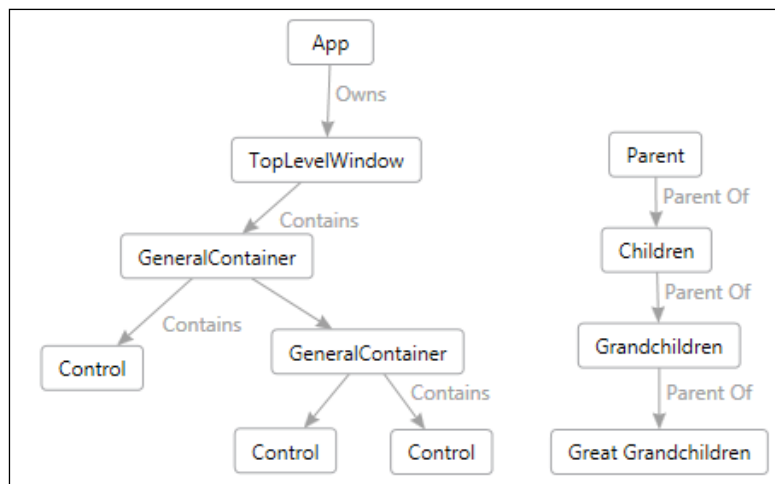 App
Owns
TopLevelWindow
Contains
GeneralContainer
Contains
Control
GeneralContainer
Contains
Control
Control
Parent
Parent Of
Children
Parent Of
Grandchildren
Parent Of
Great Grandchildren